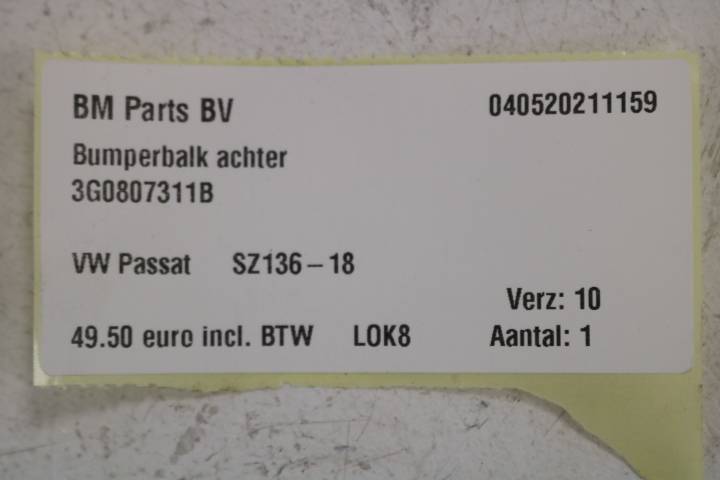 BM Parts BV 040520211159
Bumperbalk achter
3G0807311B
VW Passat SZ136-18
Verz: 10
49.50 euro incl. BTW LOK8 Aantal: 1